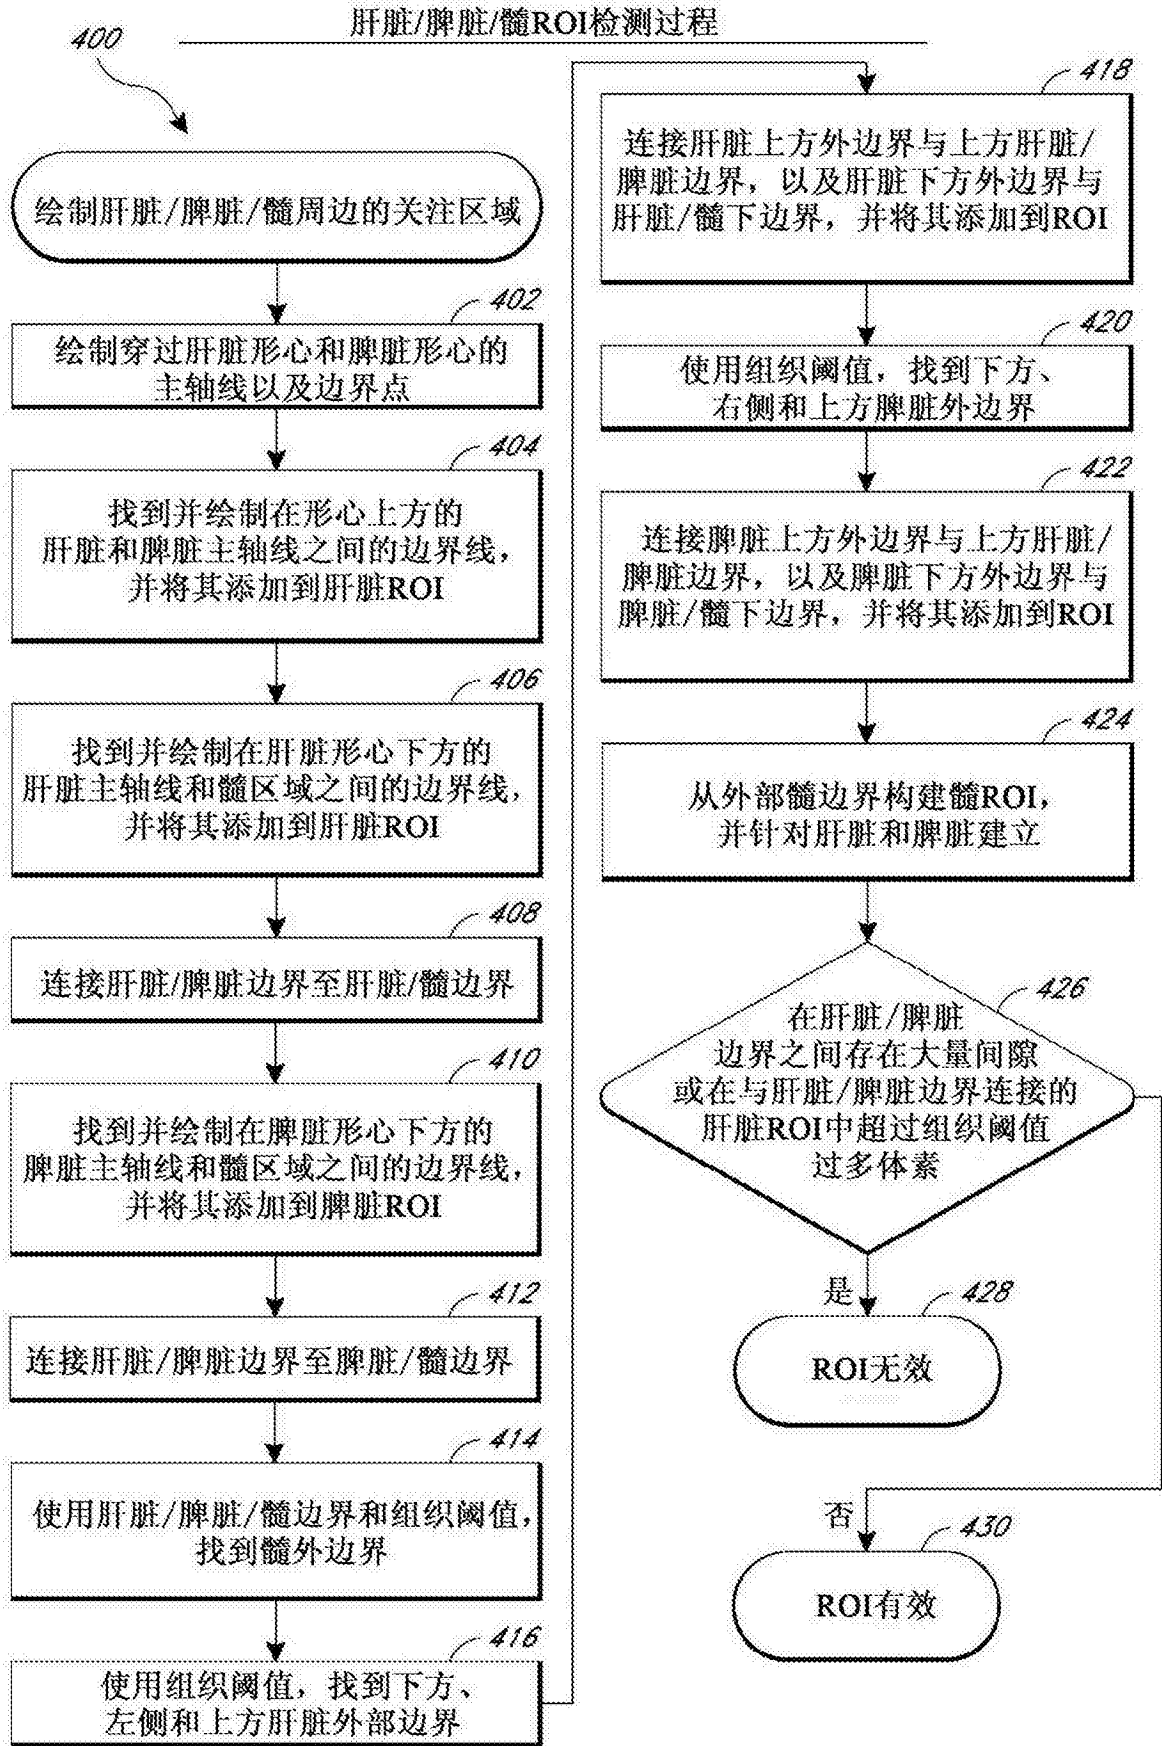 肝脏/脾脏/髓ROI检测过程
400
绘制肝脏/脾脏/髓周边的关注区域
402
绘制穿过肝脏形心和脾脏形心的
主轴线以及边界点
404
找到并绘制在形心上方的
肝脏和脾脏主轴线之间的边界线，
并将其添加到肝脏ROI
406
找到并绘制在肝脏形心下方的
肝脏主轴线和髓区域之间的边界线，
并将其添加到肝脏ROI
408
连接肝脏/脾脏边界至肝脏/髓边界
410
找到并绘制在脾脏形心下方的
脾脏主轴线和髓区域之间的边界线，
并将其添加到脾脏ROI
412
连接肝脏/脾脏边界至脾脏/髓边界
414
使用肝脏/脾脏/髓边界和组织阈值，
找到髓外边界
416
使用组织阈值，找到下方、
左侧和上方肝脏外部边界
418
连接肝脏上方外边界与上方肝脏/
脾脏边界，以及肝脏下方外边界与
肝脏/髓下边界，并将其添加到ROI
420
使用组织阈值，找到下方、
右侧和上方脾脏外边界
422
连接脾脏上方外边界与上方肝脏/
脾脏边界，以及脾脏下方外边界与
脾脏/髓下边界，并将其添加到ROI
424
从外部髓边界构建髓ROI，
并针对肝脏和脾脏建立
426
在肝脏/脾脏
边界之间存在大量间隙
或在与肝脏/脾脏边界连接的
肝脏ROI中超过组织阈值
过多体素
是
428
ROI无效
否
430
ROI有效